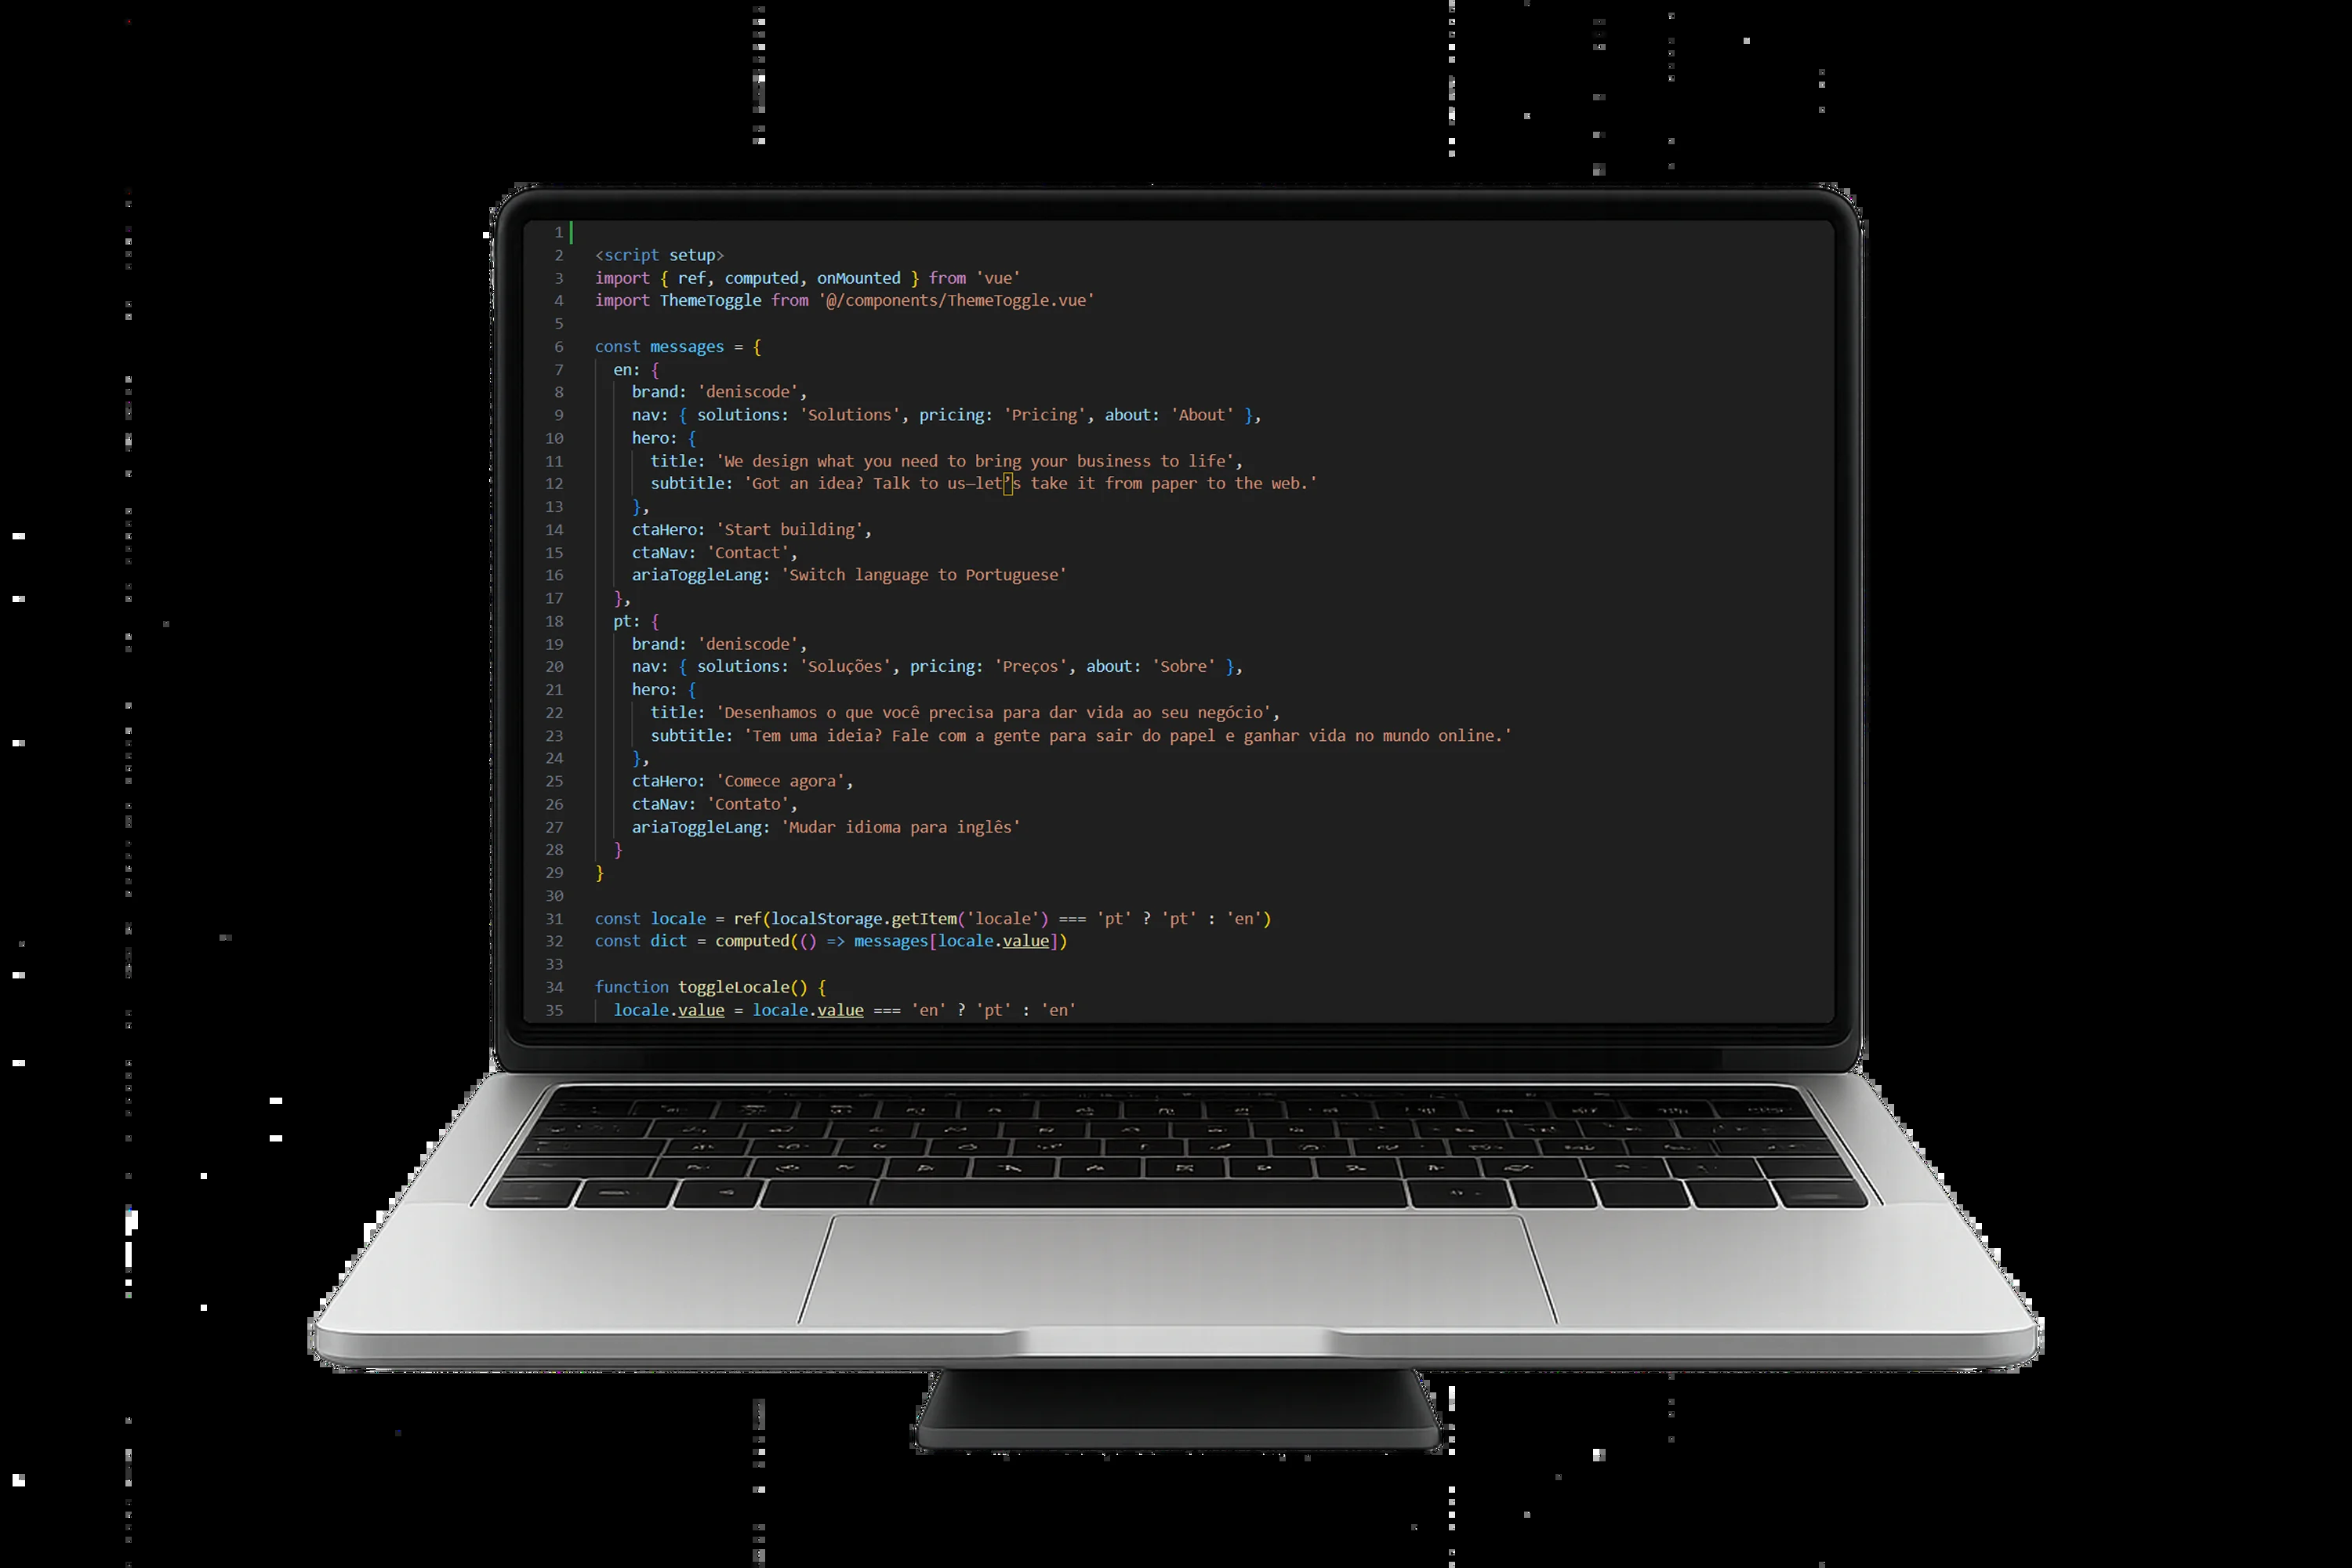 1
2 <script setup>
3 import { ref, computed, onMounted } from 'vue'
4 import ThemeToggle from '@/components/ThemeToggle.vue'
5
6 const messages = {
7 en: {
8 brand: 'deniscode',
9 nav: { solutions: 'Solutions', pricing: 'Pricing', about: 'About' },
10 hero: {
11 title: 'We design what you need to bring your business to life',
12 subtitle: 'Got an idea? Talk to us—let’s take it from paper to the web.'
13 },
14 ctaHero: 'Start building',
15 ctaNav: 'Contact',
16 ariaToggleLang: 'Switch language to Portuguese'
17 },
18 pt: {
19 brand: 'deniscode',
20 nav: { solutions: 'Soluções', pricing: 'Preços', about: 'Sobre' },
21 hero: {
22 title: 'Desenhamos o que você precisa para dar vida ao seu negócio',
23 subtitle: 'Tem uma ideia? Fale com a gente para sair do papel e ganhar vida no mundo online.'
24 },
25 ctaHero: 'Comece agora',
26 ctaNav: 'Contato',
27 ariaToggleLang: 'Mudar idioma para inglês'
28 }
29 }
30
31 const locale = ref(localStorage.getItem('locale') === 'pt' ? 'pt' : 'en')
32 const dict = computed(() => messages[locale.value])
33
34 function toggleLocale() {
35 locale.value = locale.value === 'en' ? 'pt' : 'en'